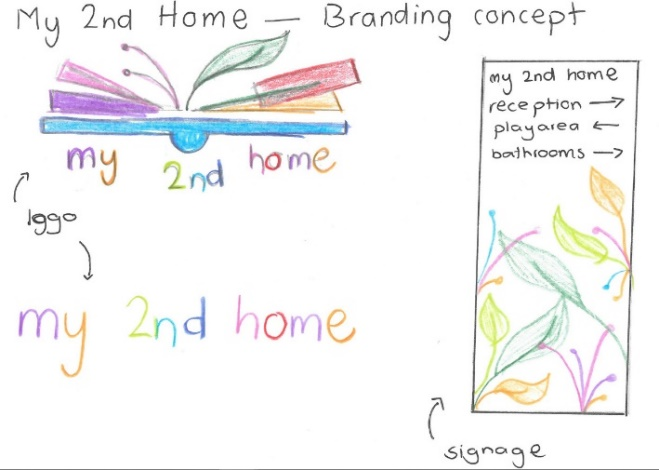 My 2nd Home — Branding concept
my 2nd home
logo
my 2nd home
my 2nd home
reception →
playarea ←
bathrooms →
signage